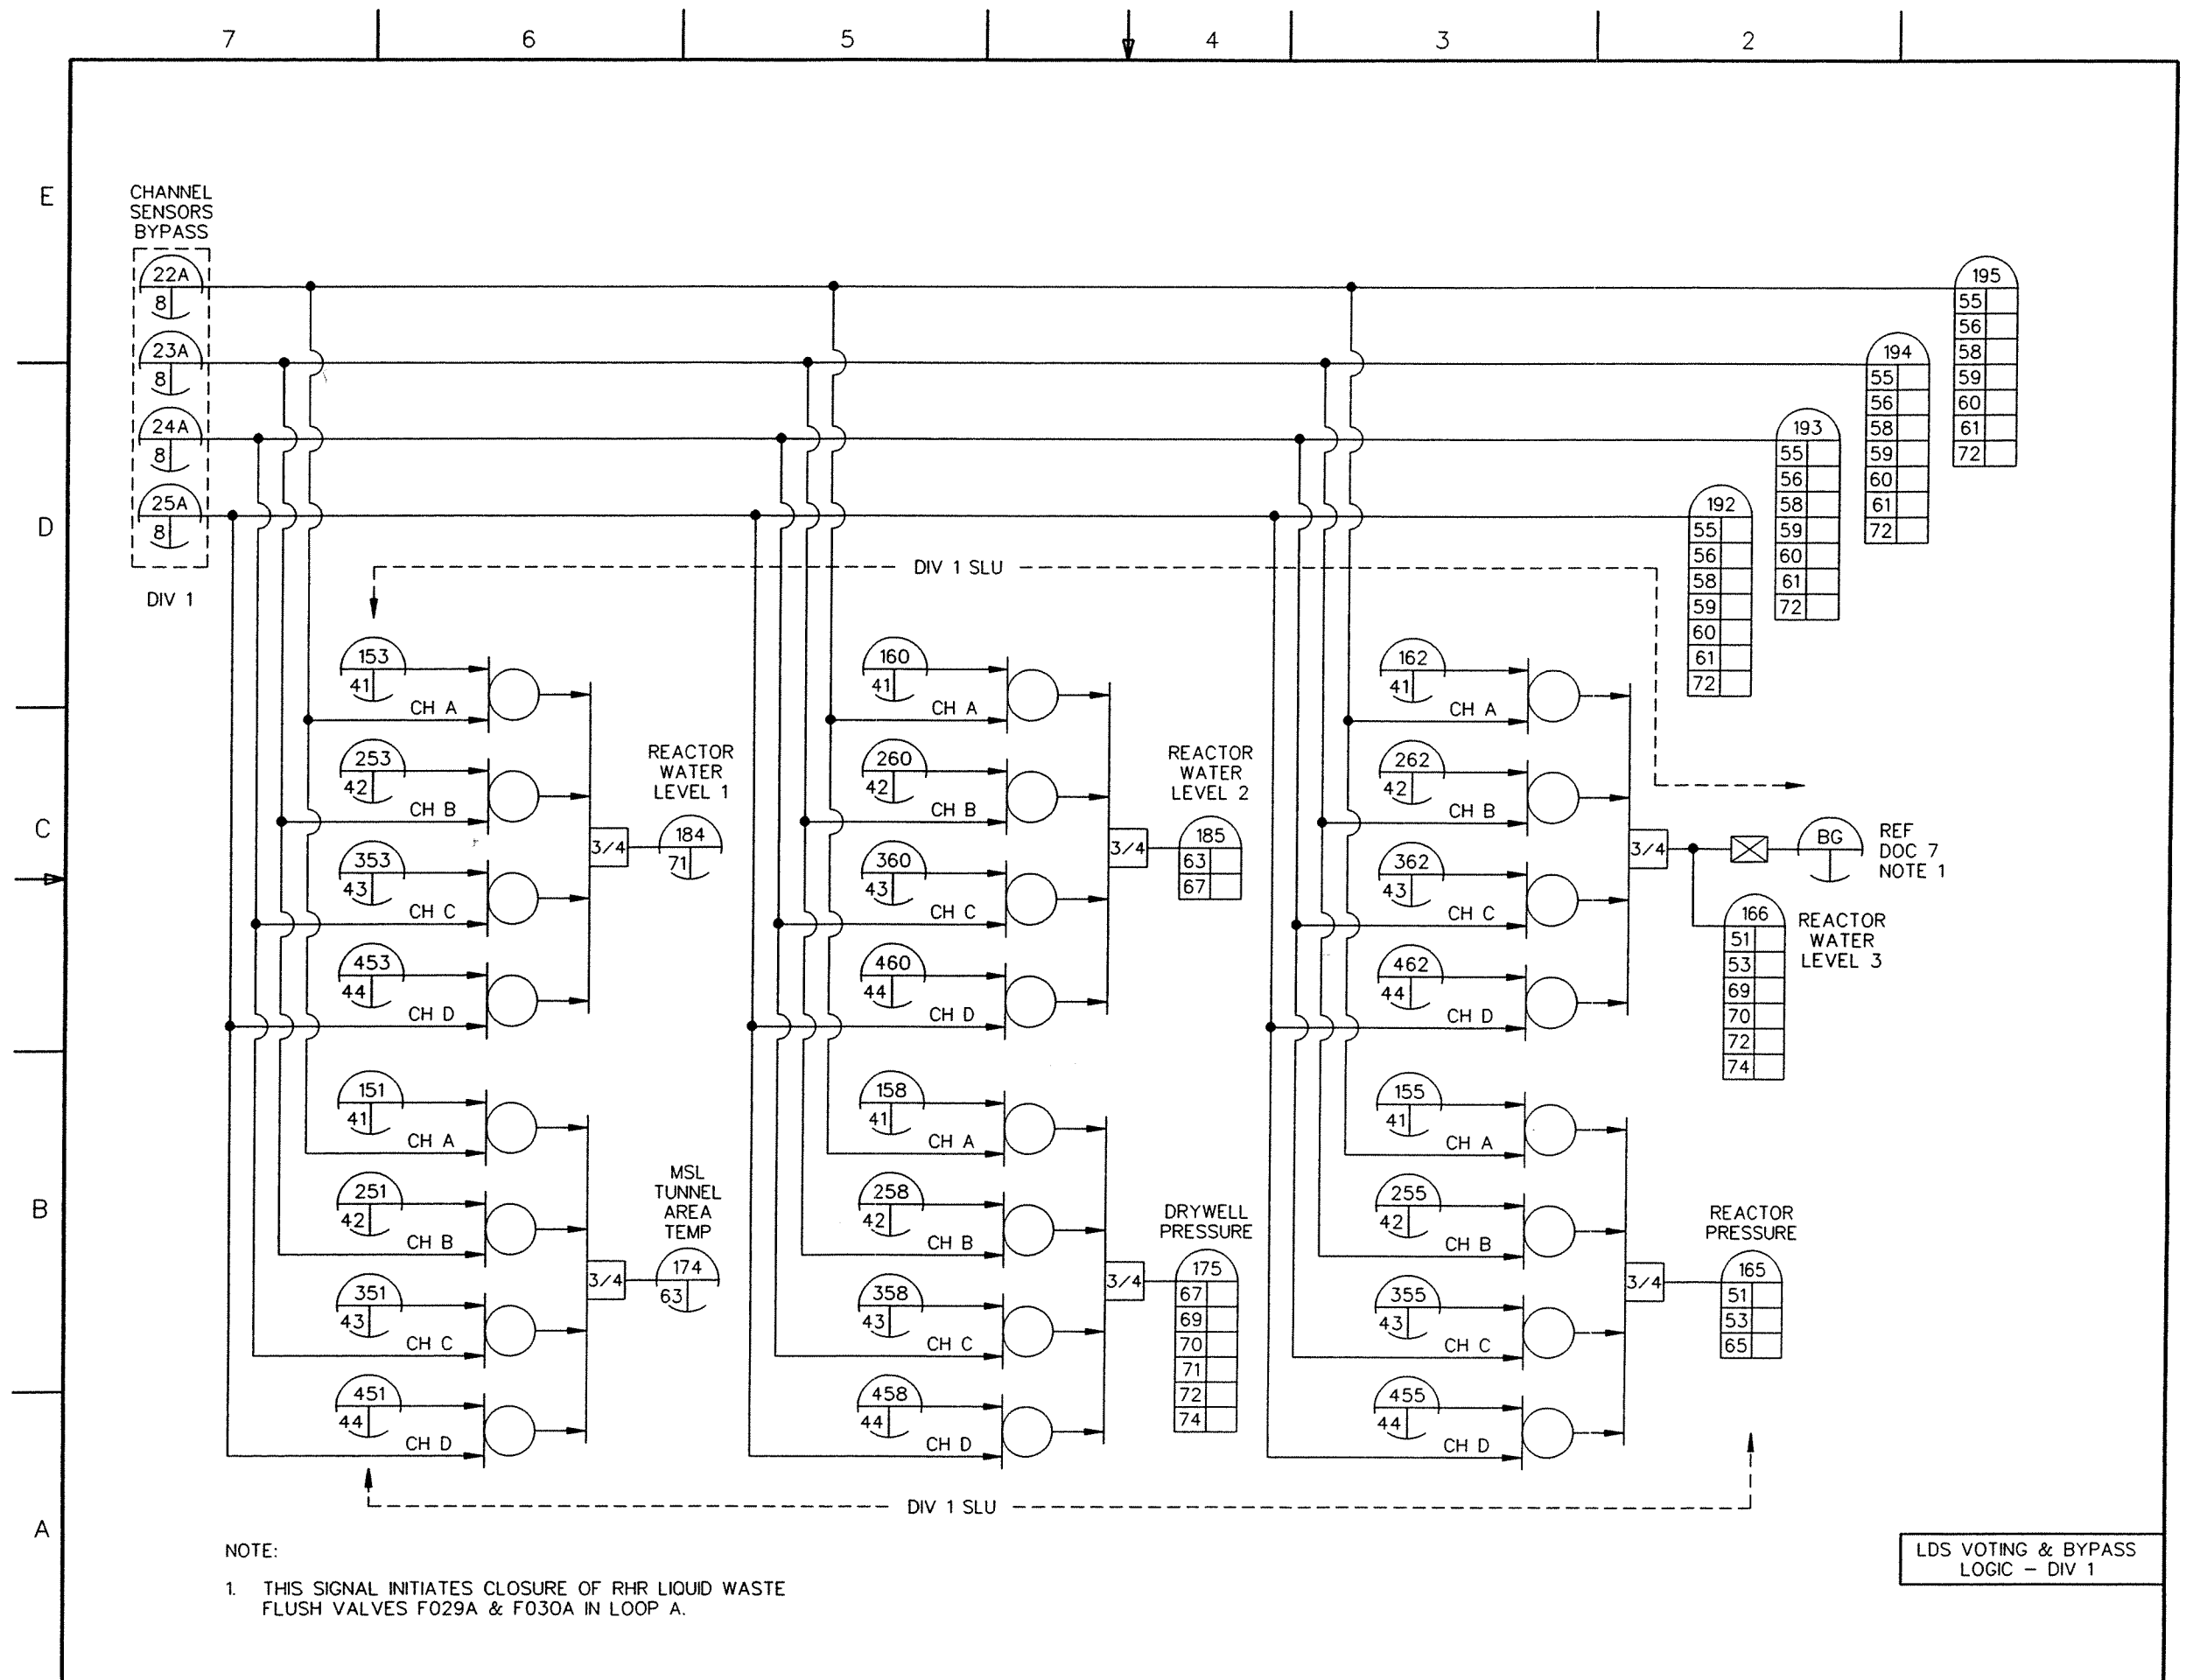 7 6 5 4 3 2
E
D
C
B
A
CHANNEL
SENSORS
BYPASS
22A
8
23A
8
24A
8
25A
8
DIV 1
195
55
56
58
59
60
61
72
194
55
56
58
59
60
61
72
193
55
56
58
59
60
61
72
192
55
56
58
59
60
61
72
DIV 1 SLU
153
41
CH A
253
42
CH B
353
43
CH C
453
44
CH D
3/4
REACTOR
WATER
LEVEL 1
184
71
160
41
CH A
260
42
CH B
360
43
CH C
460
44
CH D
3/4
REACTOR
WATER
LEVEL 2
185
63
67
162
41
CH A
262
42
CH B
362
43
CH C
462
44
CH D
3/4
BG
REF
DOC 7
NOTE 1
166
51
53
69
70
72
74
REACTOR
WATER
LEVEL 3
151
41
CH A
251
42
CH B
351
43
CH C
451
44
CH D
3/4
MSL
TUNNEL
AREA
TEMP
174
63
158
41
CH A
258
42
CH B
358
43
CH C
458
44
CH D
3/4
DRYWELL
PRESSURE
175
67
69
70
71
72
74
155
41
CH A
255
42
CH B
355
43
CH C
455
44
CH D
3/4
REACTOR
PRESSURE
165
51
53
65
DIV 1 SLU
NOTE:
1. THIS SIGNAL INITIATES CLOSURE OF RHR LIQUID WASTE
FLUSH VALVES F029A & F030A IN LOOP A.
LDS VOTING & BYPASS
LOGIC – DIV 1